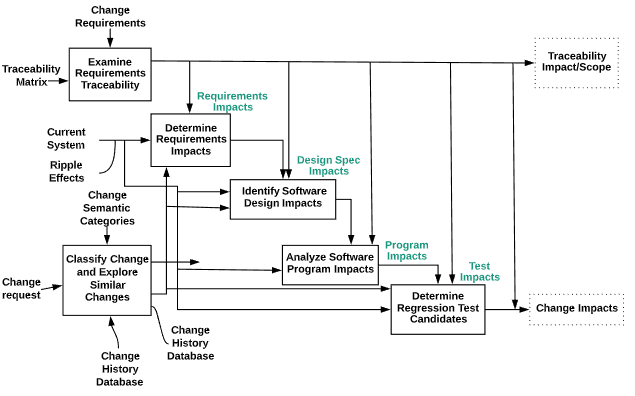 Change
Requirements
Examine
Requirements
Traceability
Traceability
Matrix
Traceability
Impact/Scope
Requirements
Impacts
Determine
Requirements
Impacts
Current
System
Ripple
Effects
Design Spec
Impacts
Identify Software
Design Impacts
Change
Semantic
Categories
Classify Change
and Explore
Similar
Changes
Analyze Software
Program Impacts
Program
Impacts
Test
Impacts
Change
request
Determine
Regression Test
Candidates
Change Impacts
Change
History
Database
Change
History
Database